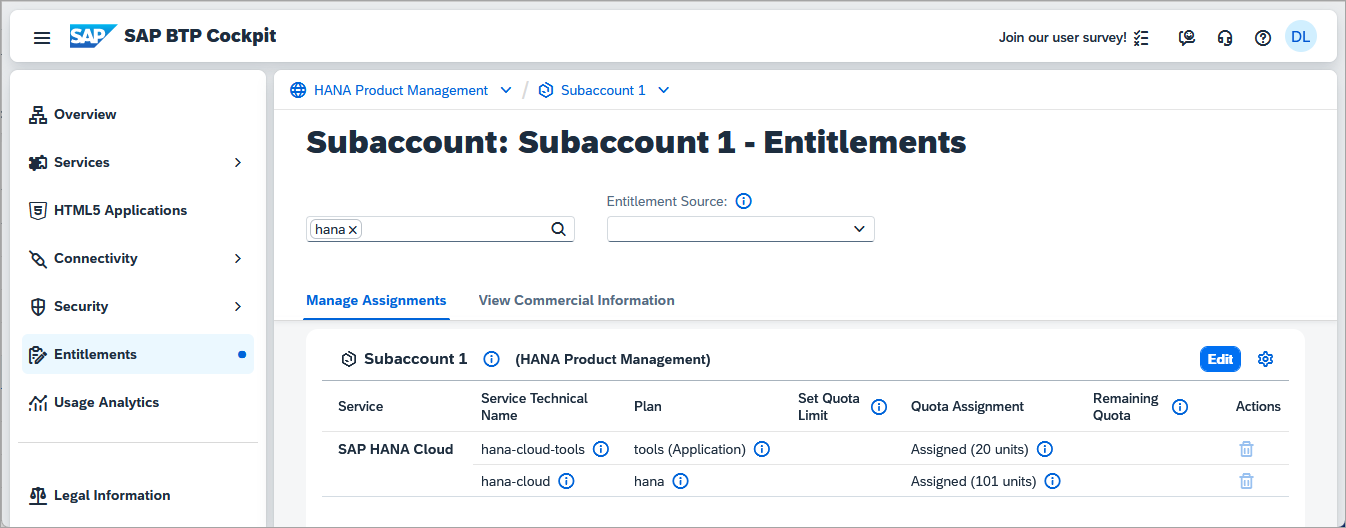 SAP SAP BTP Cockpit
Join our user survey!
DL
Overview
Services
HTML5 Applications
Connectivity
Security
Entitlements
Usage Analytics
Legal Information
HANA Product Management / Subaccount 1
Subaccount: Subaccount 1 - Entitlements
Entitlement Source:
hana
Manage Assignments View Commercial Information
Subaccount 1 (HANA Product Management) Edit
Service Service Technical Name Plan Set Quota Limit Quota Assignment Remaining Quota Actions
SAP HANA Cloud hana-cloud-tools tools (Application) Assigned (20 units)
hana-cloud hana Assigned (101 units)